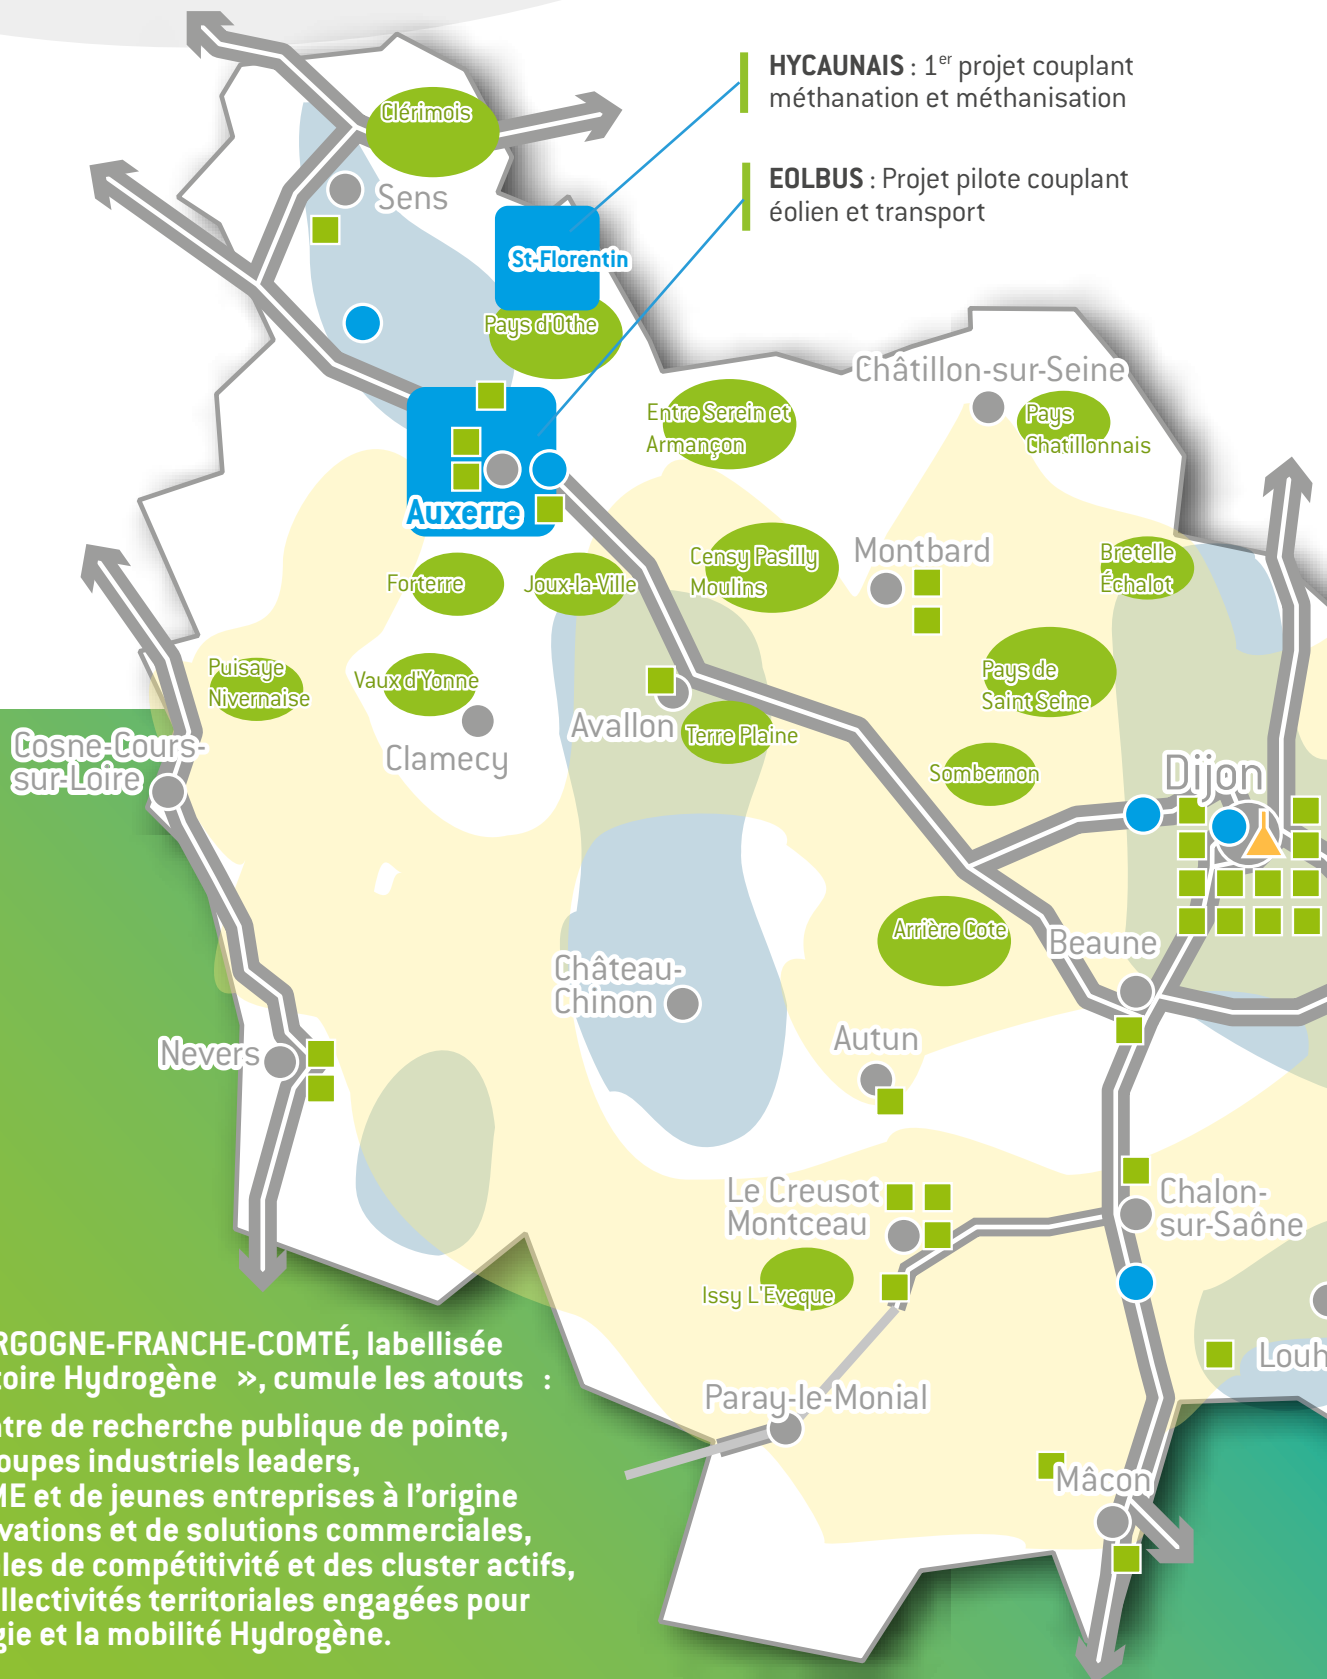 HYCAUNAIS : 1er projet couplant
méthanation et méthanisation
EOLBUS : Projet pilote couplant
éolien et transport
Clérimois
Sens
St-Florentin
Pays d'Othe
Châtillon-sur-Seine
Entre Serein et
Armançon
Pays
Chatillonnais
Auxerre
Censy Pasilly
Moulins
Montbard
Bretelle
Échalot
Forterre
Joux-la-Ville
Puisaye
Nivernaise
Vaux d'Yonne
Pays de
Saint Seine
Avallon
Terre Plaine
Cosne-Cours-
sur-Loire
Clamecy
Sombernon
Dijon
Arrière Cote
Beaune
Château-
Chinon
Autun
Nevers
Le Creusot
Montceau
Chalon-
sur-Saône
Issy L'Eveque
Louh
Paray-le-Monial
Mâcon
RGOGNE-FRANCHE-COMTÉ, labellisée
toire Hydrogène », cumule les atouts :
tre de recherche publique de pointe,
oupes industriels leaders,
ME et de jeunes entreprises à l’origine
vations et de solutions commerciales,
les de compétitivité et des cluster actifs,
llectivités territoriales engagées pour
gie et la mobilité Hydrogène.